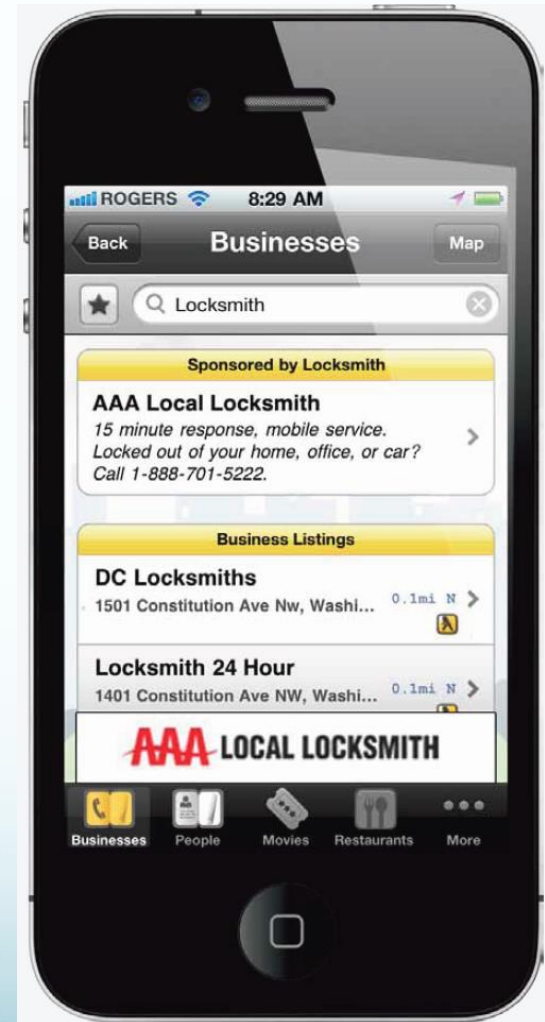 ROGERS 8:29 AM
Back Businesses Map
Locksmith
Sponsored by Locksmith
AAA Local Locksmith
15 minute response, mobile service.
Locked out of your home, office, or car?
Call 1-888-701-5222.
Business Listings
DC Locksmiths
1501 Constitution Ave Nw, Washi... 0.1mi N
Locksmith 24 Hour
1401 Constitution Ave NW, Washi... 0.1mi N
AAA LOCAL LOCKSMITH
Businesses People Movies Restaurants More